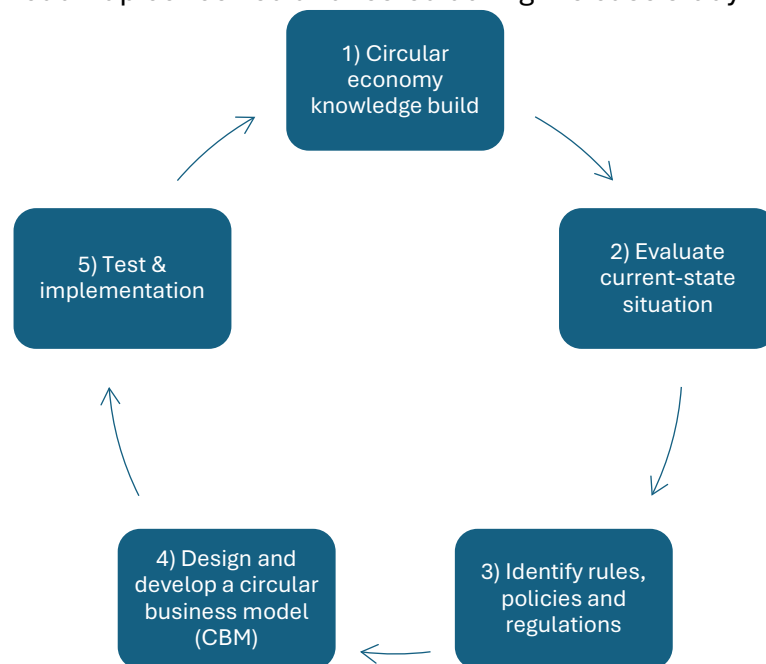 1) Circular
economy
knowledge build
2) Evaluate
current-state
situation
3) Identify rules,
policies and
regulations
4) Design and
develop a circular
business model
(CBM)
5) Test &
implementation